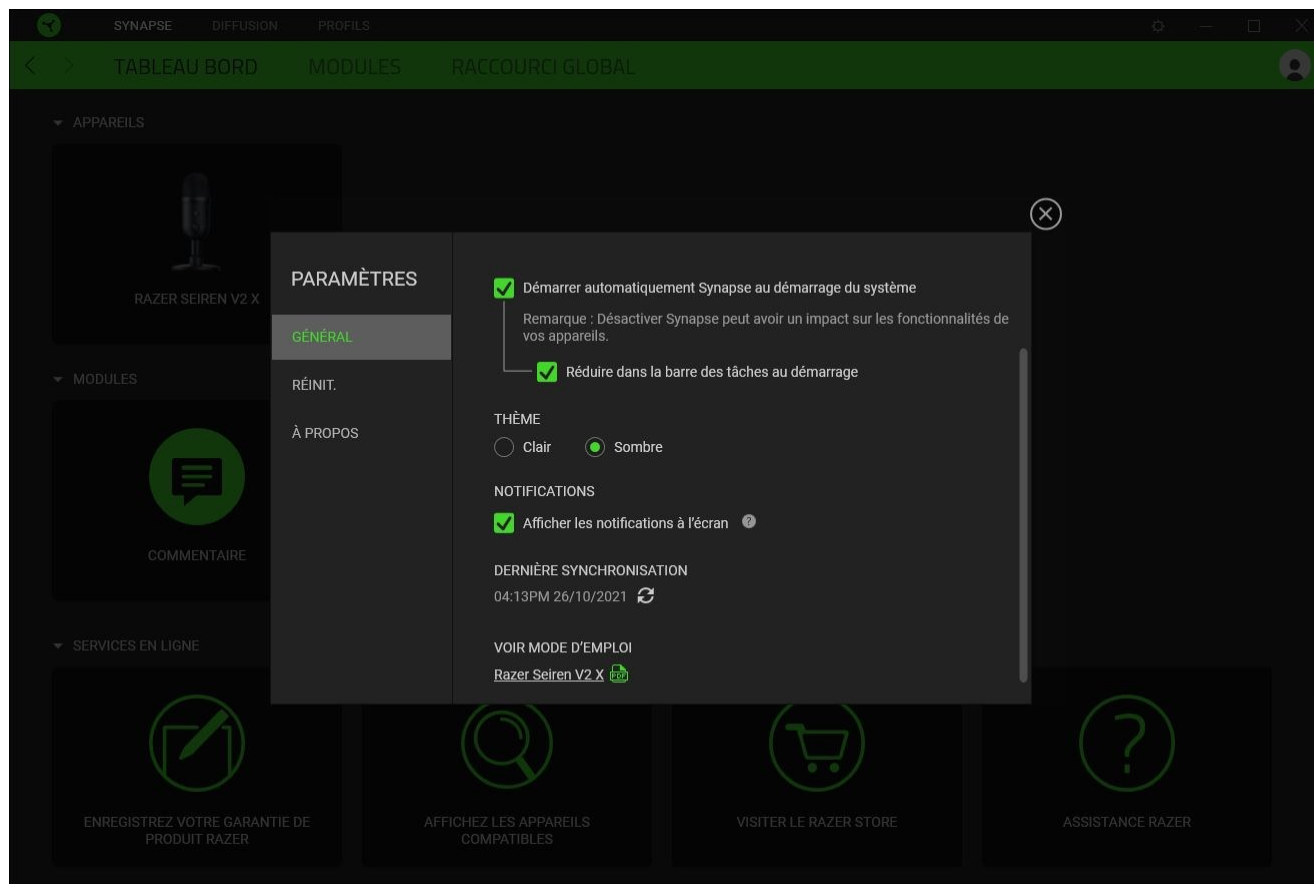 SYNAPSE DIFFUSION PROFILS
TABLEAU BORD MODULES RACCOURCI GLOBAL
APPAREILS
RAZER SEIREN V2 X
MODULES
COMMENTAIRE
SERVICES EN LIGNE
ENREGISTREZ VOTRE GARANTIE DE
PRODUIT RAZER
AFFICHEZ LES APPAREILS
COMPATIBLES
VISITER LE RAZER STORE
ASSISTANCE RAZER
PARAMÈTRES
GÉNÉRAL
RÉINIT.
À PROPOS
Démarrer automatiquement Synapse au démarrage du système
Remarque : Désactiver Synapse peut avoir un impact sur les fonctionnalités de
vos appareils.
Réduire dans la barre des tâches au démarrage
THÈME
Clair Sombre
NOTIFICATIONS
Afficher les notifications à l'écran ?
DERNIÈRE SYNCHRONISATION
04:13PM 26/10/2021
VOIR MODE D'EMPLOI
Razer Seiren V2 X PDF